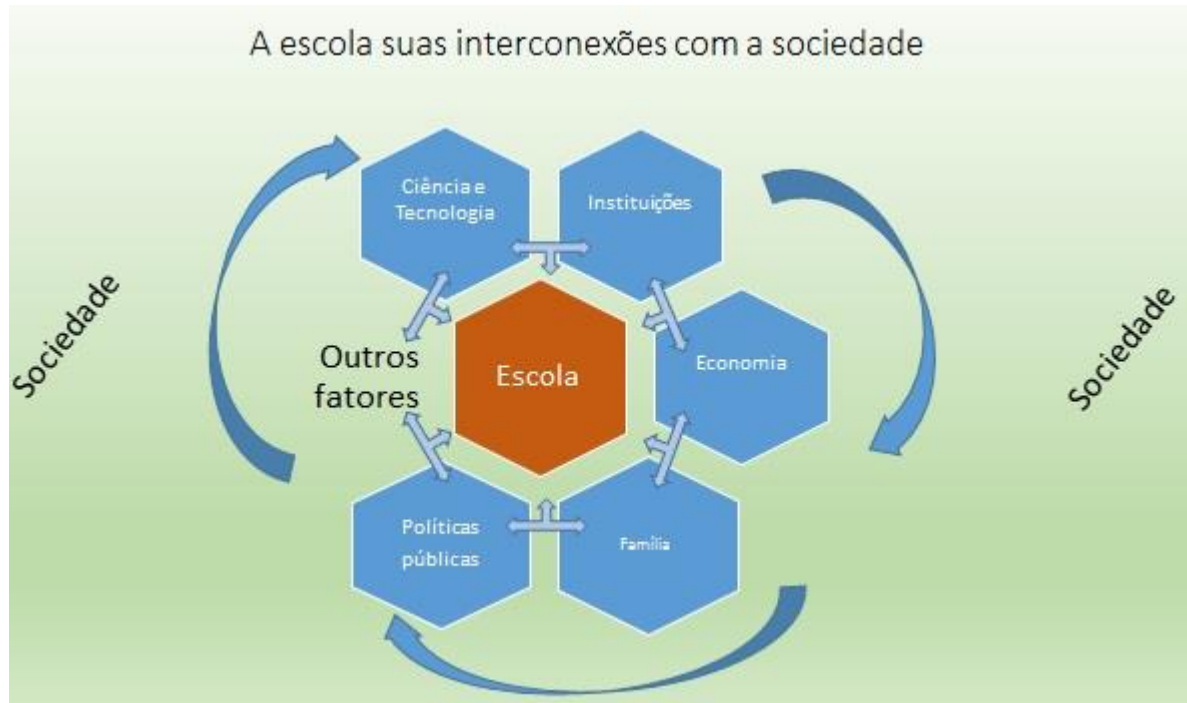 A escola suas interconexões com a sociedade
Ciência e
Tecnologia
Instituições
Sociedade
Outros
fatores
Escola
Economia
Sociedade
Políticas
públicas
Família